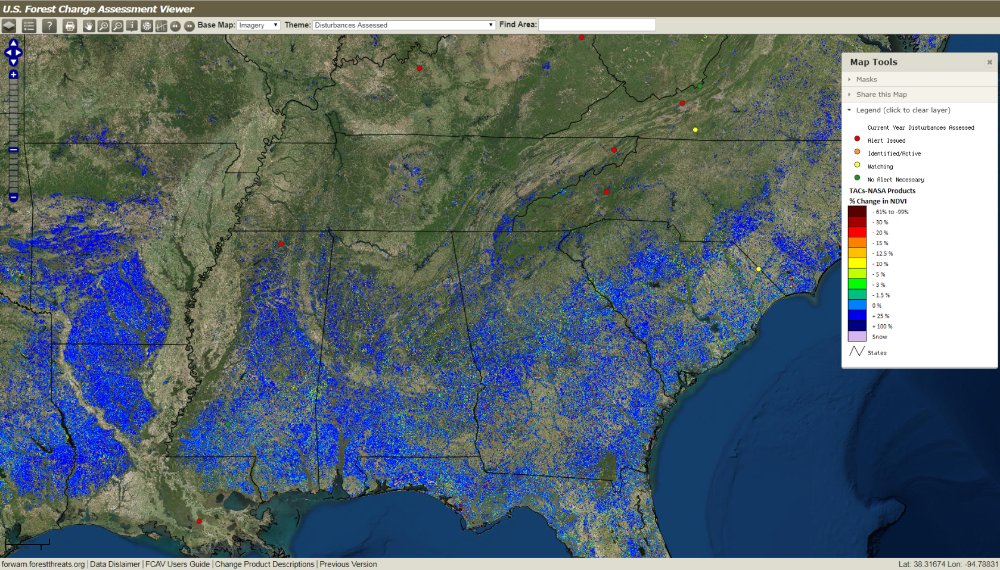 U.S. Forest Change Assessment Viewer
Base Map: Imagery Theme: Disturbances Assessed Find Area:
Map Tools
Masks
Share this Map
Legend (click to clear layer)
Current Year Disturbances Assessed
Alert Issued
Identified/Active
Watching
No Alert Necessary
TACs-NASA Products
% Change in NDVI
- 61% to -99%
- 30 %
- 20 %
- 15 %
- 12.5 %
- 10 %
- 5 %
- 3 %
- 1.5 %
0 %
+ 25 %
+ 100 %
Snow
States
forwarn.forestthreats.org | Data Dislaimer | FCAV Users Guide | Change Product Descriptions | Previous Version
Lat: 38.31674 Lon: -94.78831